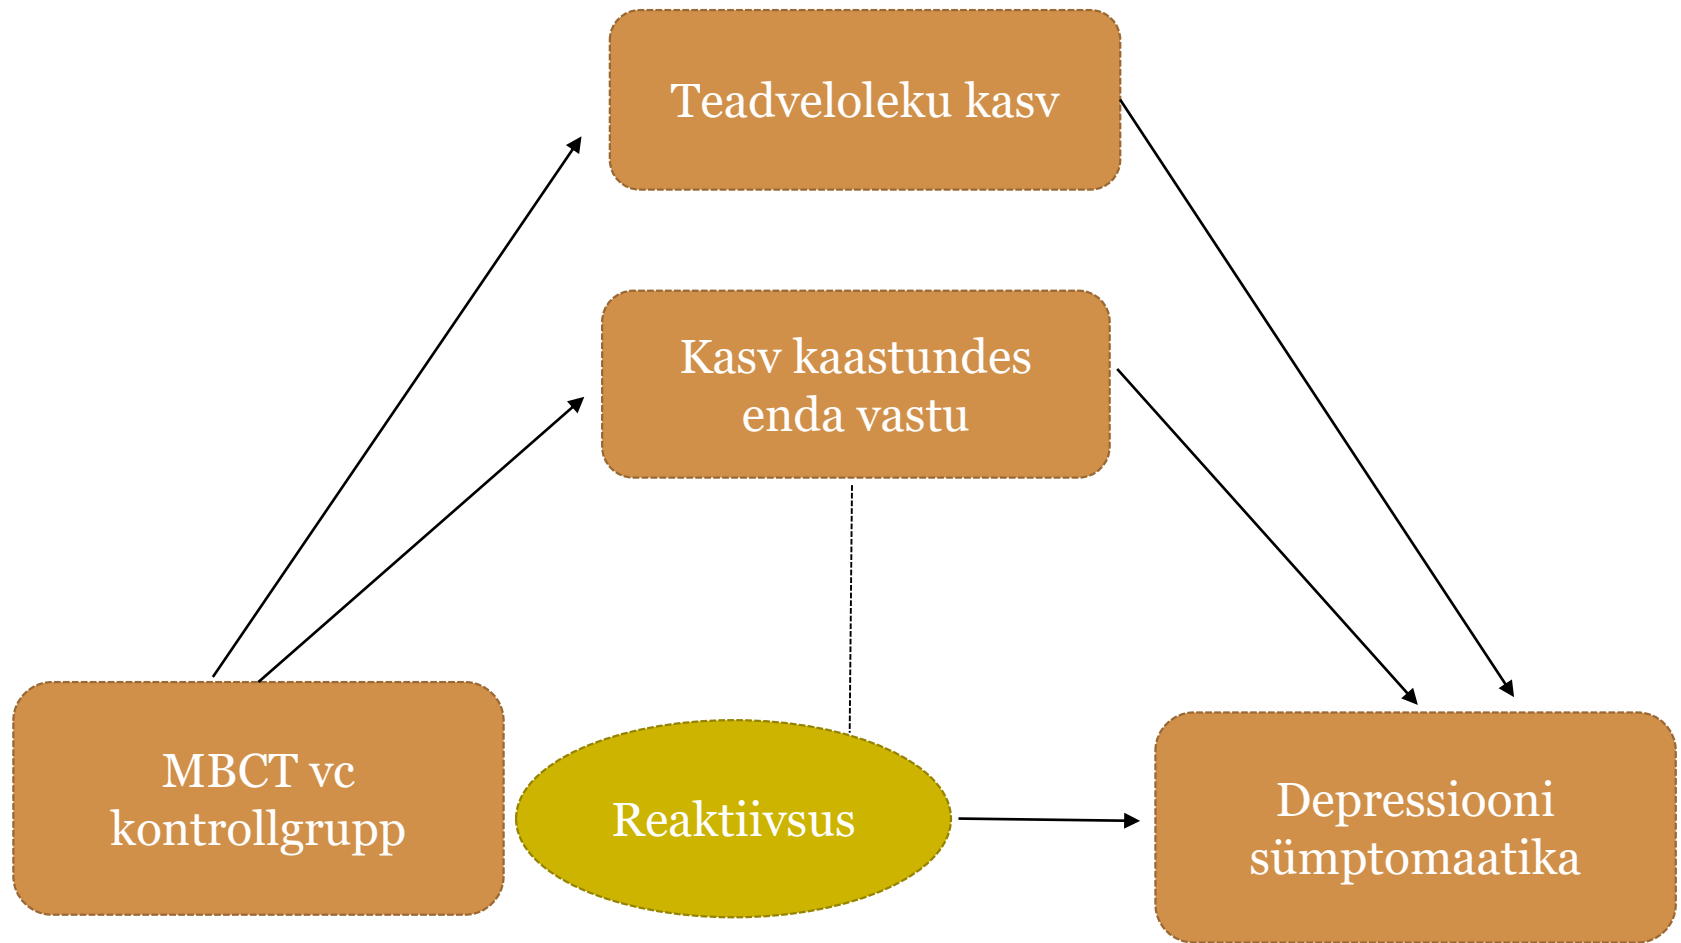 Teadveloleku kasv
Kasv kaastundes
enda vastu
MBCT vc
kontrollgrupp
Reaktiivsus
Depressiooni
sümptomaatika